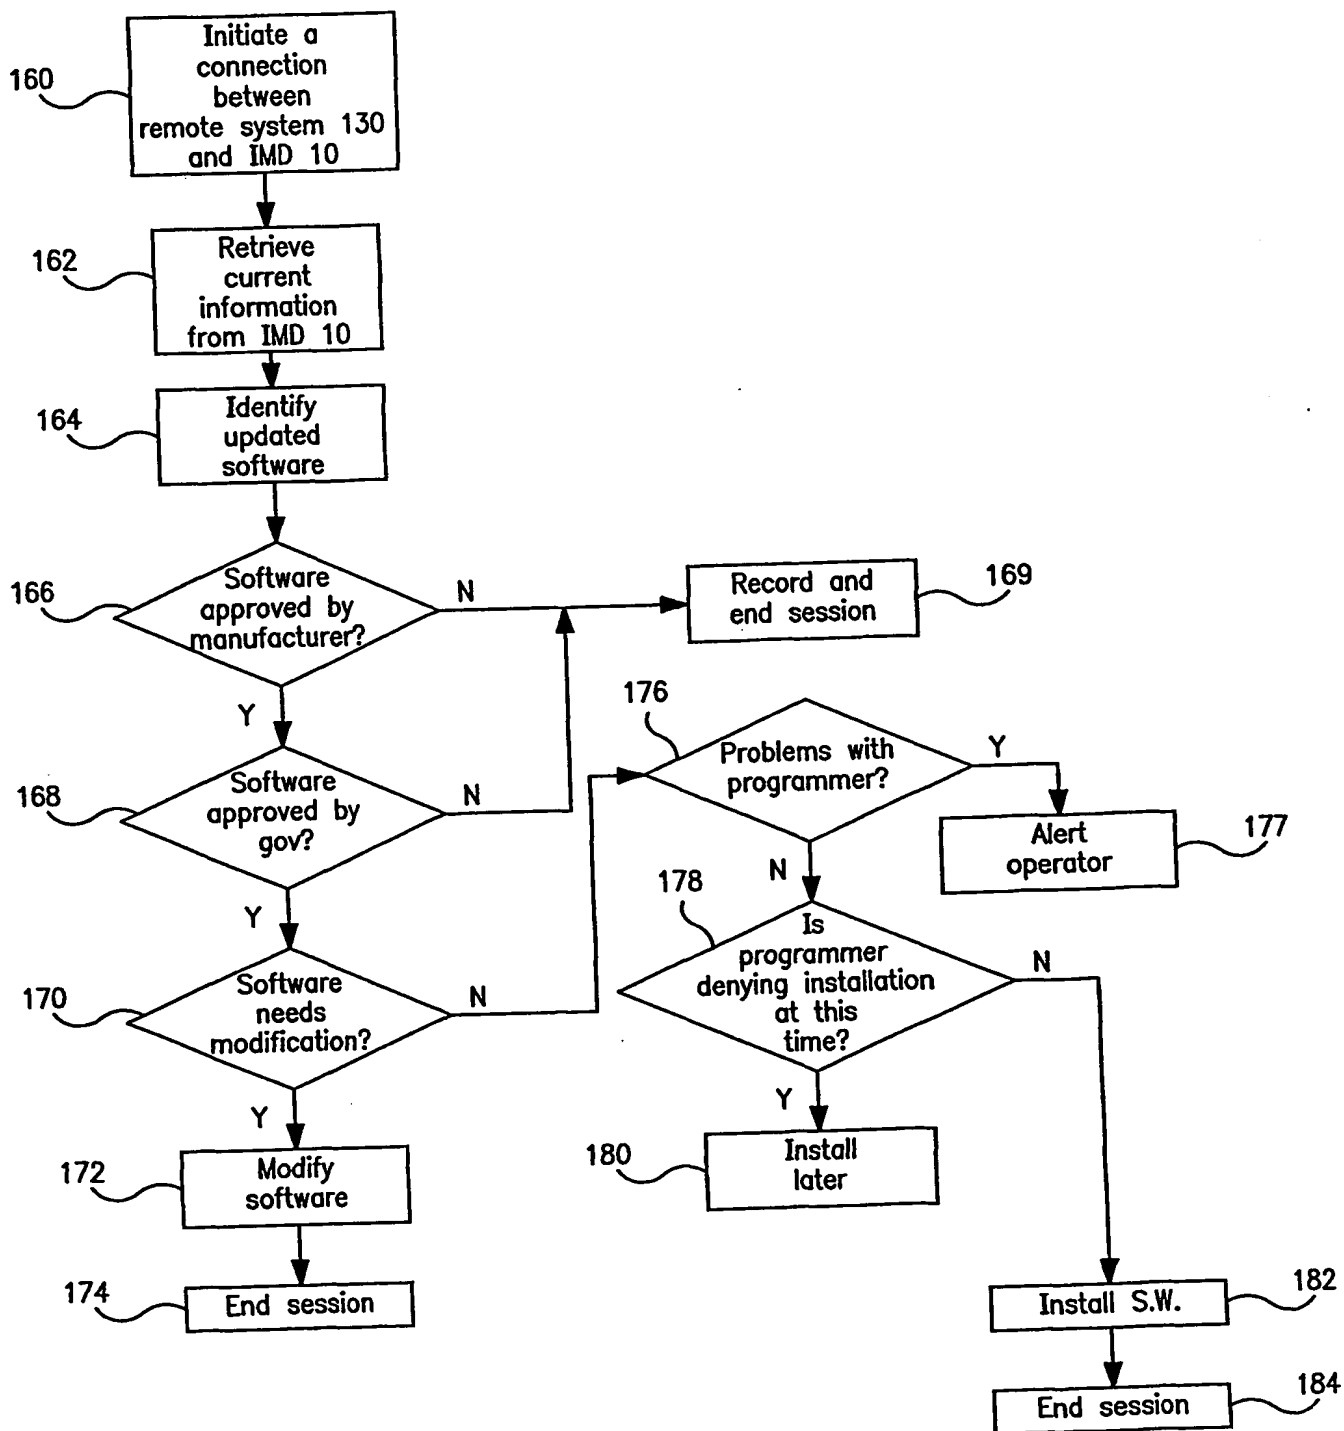 160
Initiate a
connection
between
remote system 130
and IMD 10
162
Retrieve
current
information
from IMD 10
164
Identify
updated
software
166
Software
approved by
manufacturer?
N
Y
Record and
end session
169
168
Software
approved by
gov?
N
Y
170
Software
needs
modification?
N
Y
172
Modify
software
174
End session
176
Problems with
programmer?
Y
N
Alert
operator
177
178
Is
programmer
denying installation
at this
time?
N
Y
180
Install
later
Install S.W.
182
End session
184